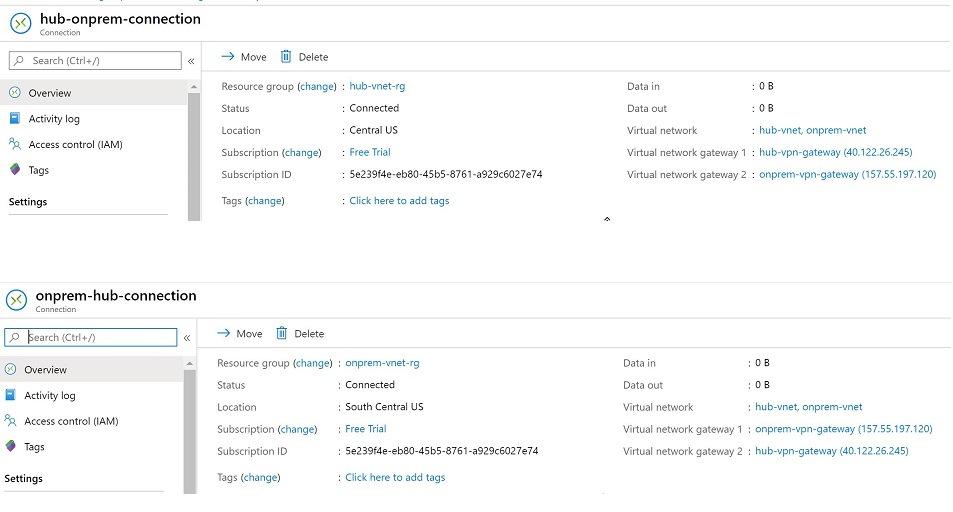 hub-onprem-connection
Connection
Search (Ctrl+/) «
Move Delete
Overview
Activity log
Access control (IAM)
Tags
Settings
Resource group (change) : hub-vnet-rg
Status : Connected
Location : Central US
Subscription (change) : Free Trial
Subscription ID : 5e239f4e-eb80-45b5-8761-a929c6027e74
Tags (change) : Click here to add tags
Data in : 0 B
Data out : 0 B
Virtual network : hub-vnet, onprem-vnet
Virtual network gateway 1 : hub-vpn-gateway (40.122.26.245)
Virtual network gateway 2 : onprem-vpn-gateway (157.55.197.120)
onprem-hub-connection
Connection
Search (Ctrl+/) «
Move Delete
Overview
Activity log
Access control (IAM)
Tags
Settings
Resource group (change) : onprem-vnet-rg
Status : Connected
Location : South Central US
Subscription (change) : Free Trial
Subscription ID : 5e239f4e-eb80-45b5-8761-a929c6027e74
Tags (change) : Click here to add tags
Data in : 0 B
Data out : 0 B
Virtual network : hub-vnet, onprem-vnet
Virtual network gateway 1 : onprem-vpn-gateway (157.55.197.120)
Virtual network gateway 2 : hub-vpn-gateway (40.122.26.245)